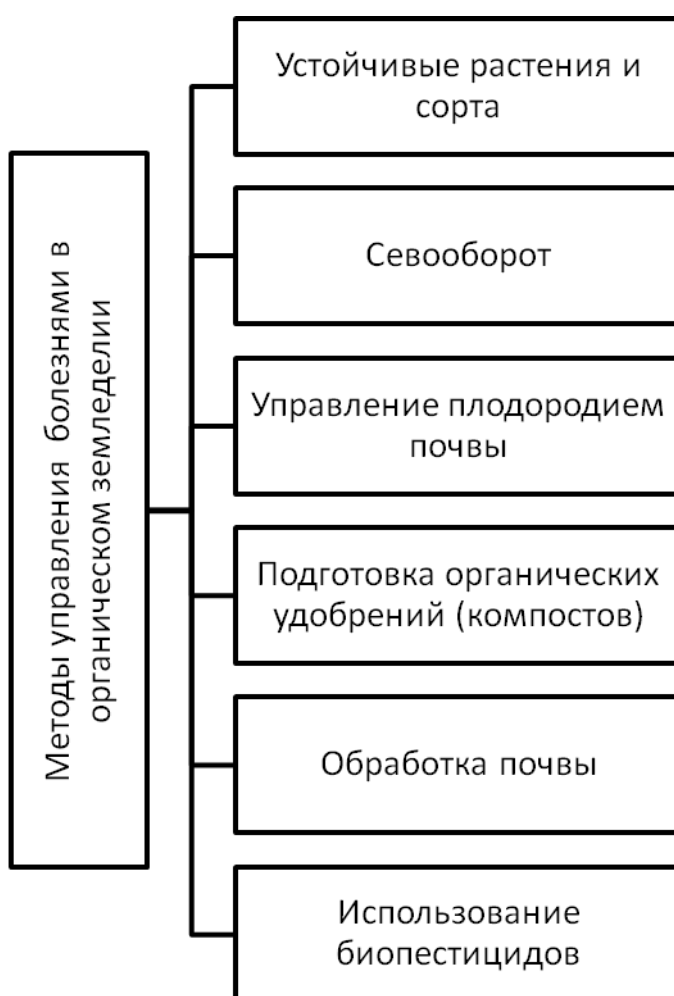 Методы управления болезнями в
органическом земледелии
Устойчивые растения и
сорта
Севооборот
Управление плодородием
почвы
Подготовка органических
удобрений (компостов)
Обработка почвы
Использование
биопестицидов